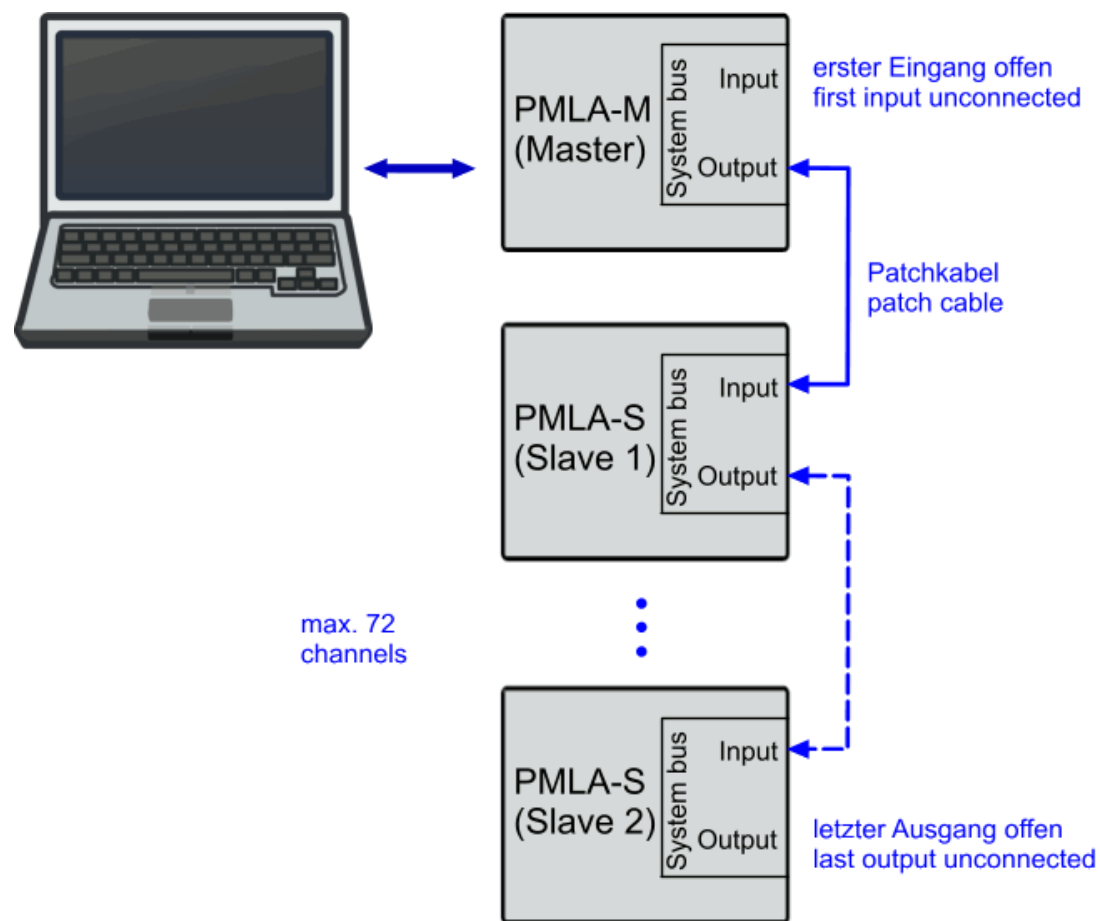 PMLA-M
(Master)
System bus
Input
Output
erster Eingang offen
first input unconnected
Patchkabel
patch cable
PMLA-S
(Slave 1)
System bus
Input
Output
max. 72
channels
PMLA-S
(Slave 2)
System bus
Input
Output
letzter Ausgang offen
last output unconnected